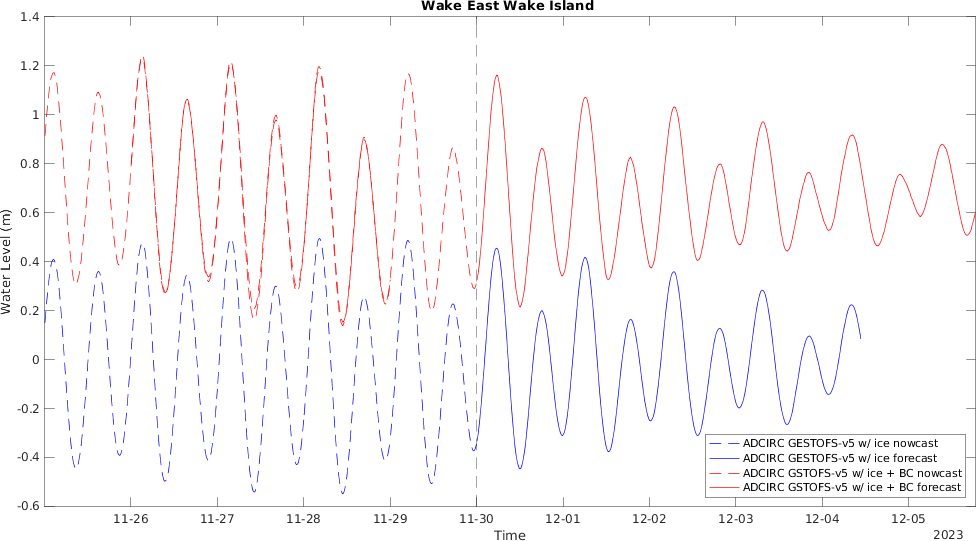 Wake East Wake Island
Water Level (m)
1.4
1.2
1
0.8
0.6
0.4
0.2
0
-0.2
-0.4
-0.6
ADCIRC GESTOFS-v5 w/ ice nowcast
ADCIRC GESTOFS-v5 w/ ice forecast
ADCIRC GSTOFS-v5 w/ ice + BC nowcast
ADCIRC GSTOFS-v5 w/ ice + BC forecast
11-26 11-27 11-28 11-29 11-30 12-01 12-02 12-03 12-04 12-05
Time
2023